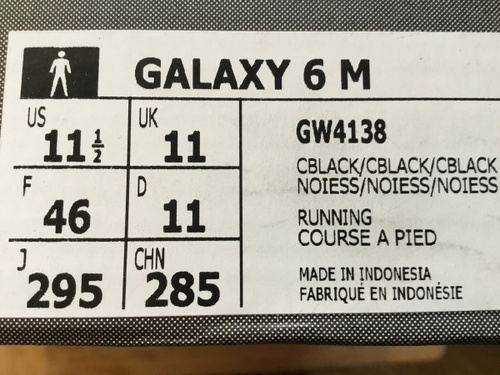 GALAXY 6 M
US 11 1/2
UK 11
F 46
D 11
J 295
CHN 285
GW4138
CBLACK/CBLACK/CBLACK
NOIESS/NOIESS/NOIESS
RUNNING
COURSE A PIED
MADE IN INDONESIA
FABRIQUÉ EN INDONÉSIE